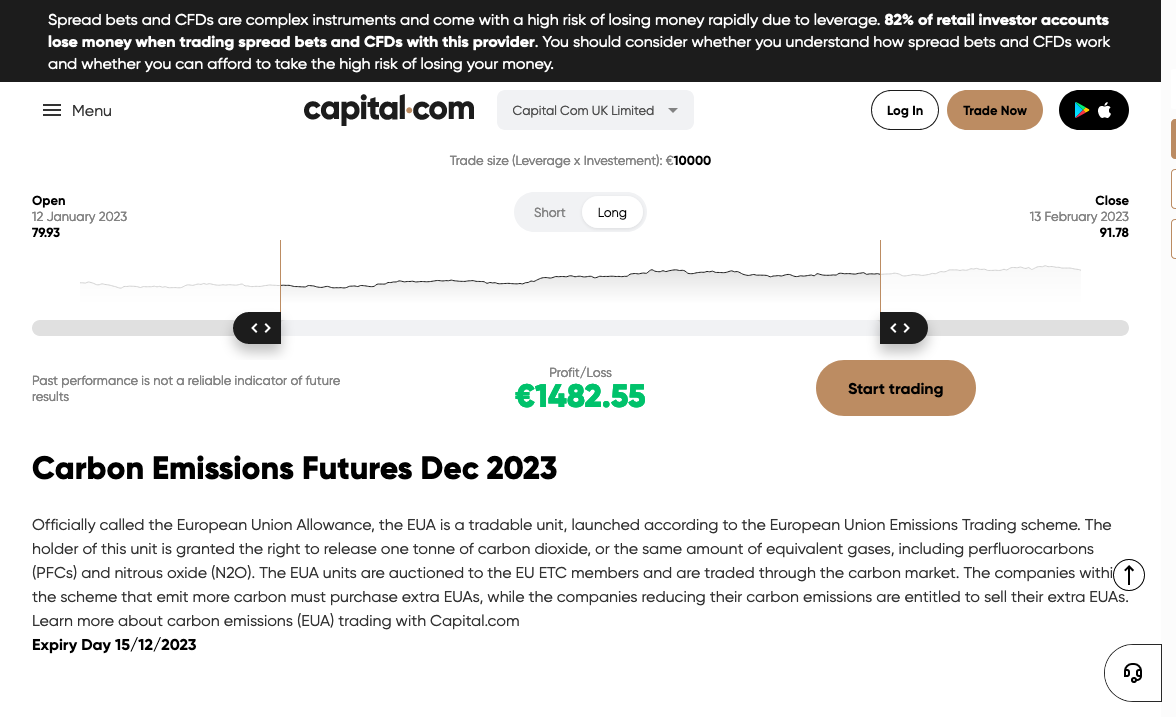 Spread bets and CFDs are complex instruments and come with a high risk of losing money rapidly due to leverage. 82% of retail investor accounts
lose money when trading spread bets and CFDs with this provider. You should consider whether you understand how spread bets and CFDs work
and whether you can afford to take the high risk of losing your money.
Menu
capital.com
Capital Com UK Limited
Log In
Trade Now
Trade size (Leverage x Investement): €10000
Open
12 January 2023
79.93
Short
Long
Close
13 February 2023
91.78
Past performance is not a reliable indicator of future
results
Profit/Loss
€1482.55
Start trading
Carbon Emissions Futures Dec 2023
Officially called the European Union Allowance, the EUA is a tradable unit, launched according to the European Union Emissions Trading scheme. The
holder of this unit is granted the right to release one tonne of carbon dioxide, or the same amount of equivalent gases, including perfluorocarbons
(PFCs) and nitrous oxide (N2O). The EUA units are auctioned to the EU ETC members and are traded through the carbon market. The companies withi
the scheme that emit more carbon must purchase extra EUAs, while the companies reducing their carbon emissions are entitled to sell their extra EUAs.
Learn more about carbon emissions (EUA) trading with Capital.com
Expiry Day 15/12/2023